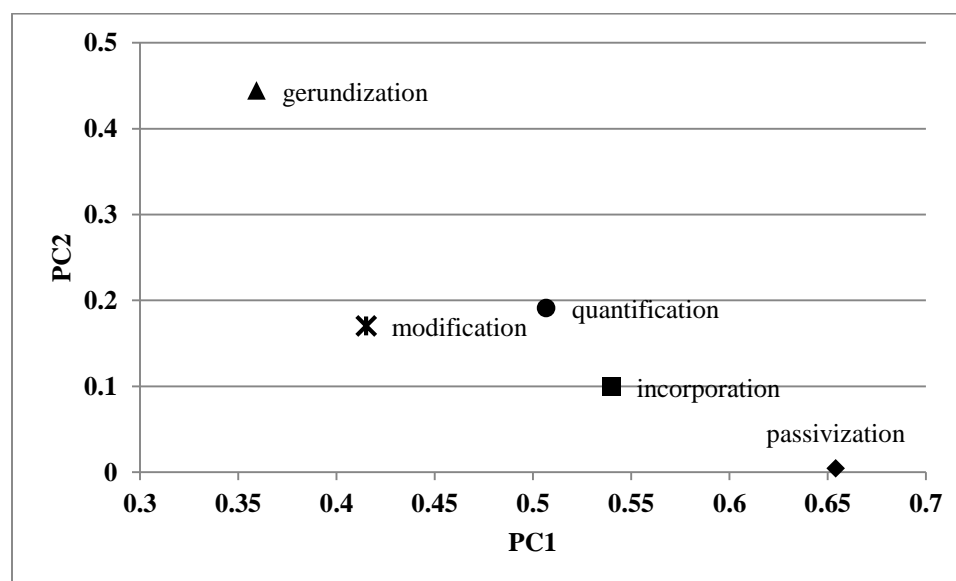 0.5
gerundization
0.4
0.3
PC2
0.2
quantification
modification
0.1
incorporation
passivization
0
0.3 0.35 0.4 0.45 0.5 0.55 0.6 0.65 0.7
PC1